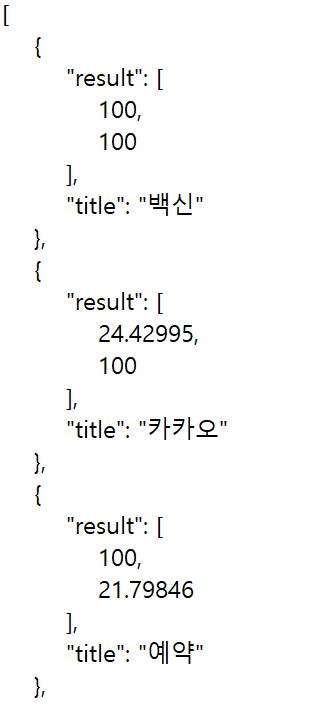 [
{
"result": [
100,
100
],
"title": "백신"
},
{
"result": [
24.42995,
100
],
"title": "카카오"
},
{
"result": [
100,
21.79846
],
"title": "예약"
},